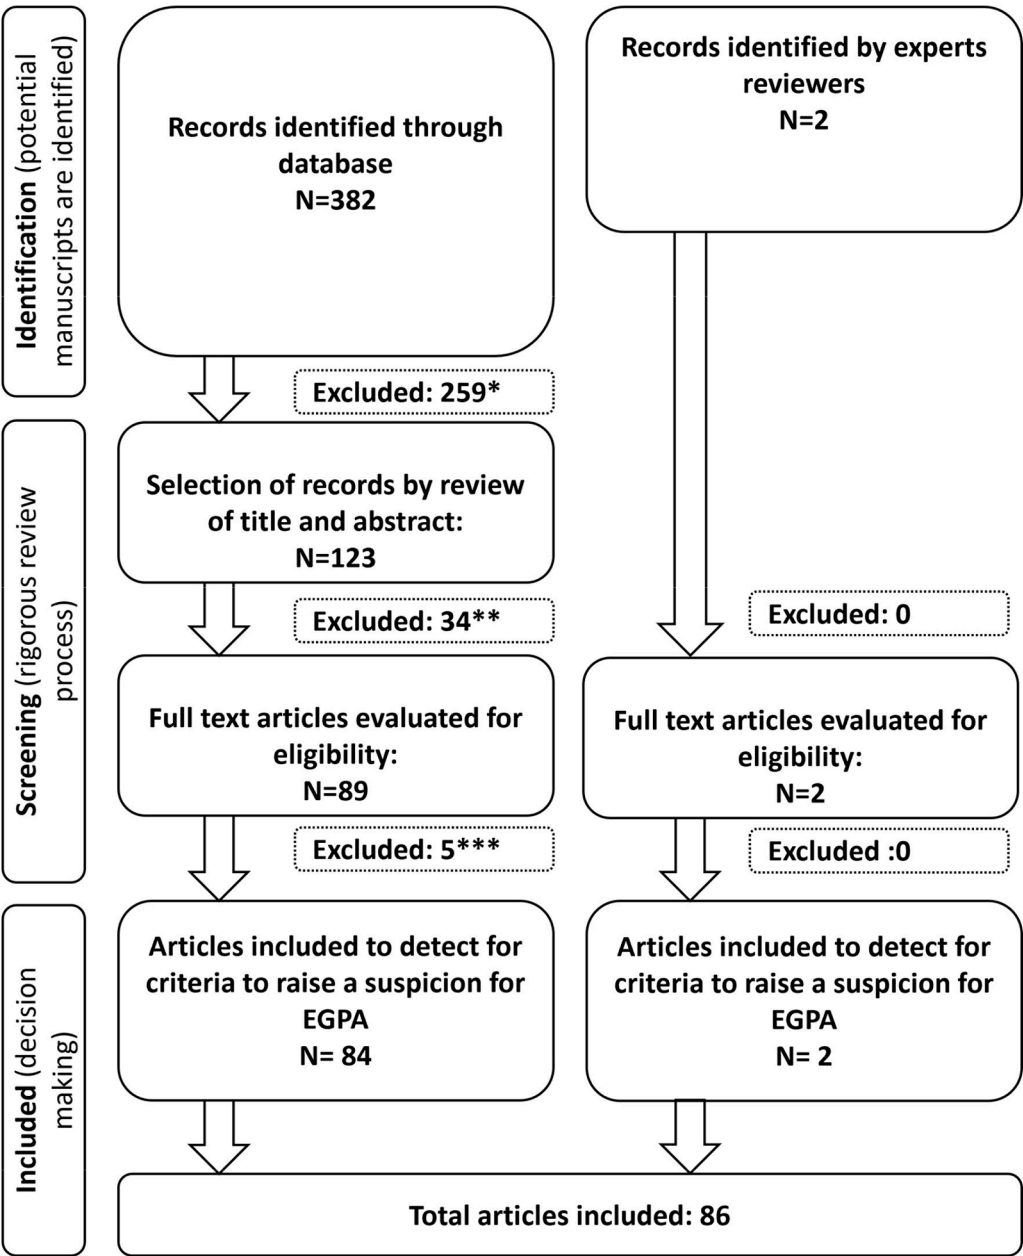 Identification (potential
manuscripts are identified)
Records identified through
database
N=382
Records identified by experts
reviewers
N=2
Excluded: 259*
Screening (rigorous review
process)
Selection of records by review
of title and abstract:
N=123
Excluded: 34**
Excluded: 0
Full text articles evaluated for
eligibility:
N=89
Full text articles evaluated for
eligibility:
N=2
Excluded: 5***
Excluded :0
Included (decision
making)
Articles included to detect for
criteria to raise a suspicion for
EGPA
N= 84
Articles included to detect for
criteria to raise a suspicion for
EGPA
N= 2
Total articles included: 86